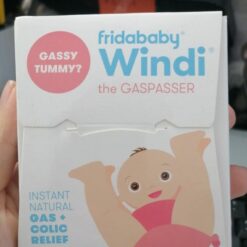 GASSY
TUMMY?
fridababy®
Windi®
the GASPASSER
INSTANT
NATURAL
GAS +
COLIC
RELIEF